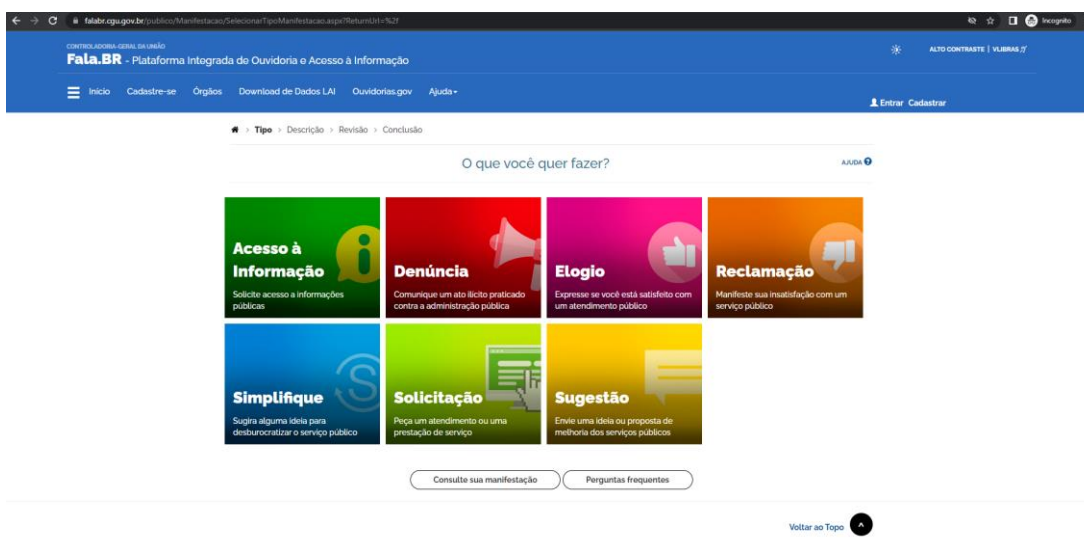 falabr.cgu.gov.br/publico/Manifestacao/SelecionarTipoManifestacao.aspx?ReturnUrl=%2f
Incognito
CONTROLADORIA-GERAL DA UNIÃO
Fala.BR - Plataforma Integrada de Ouvidoria e Acesso à Informação
ALTO CONTRASTE | VLIBRAS
Início Cadastre-se Órgãos Download de Dados LAI Ouvidorias.gov Ajuda
Entrar Cadastrar
> Tipo > Descrição > Revisão > Conclusão
O que você quer fazer?
AJUDA
Acesso à
Informação
Solicite acesso a informações
públicas
Denúncia
Comunique um ato ilícito praticado
contra a administração pública
Elogio
Expresse se você está satisfeito com
um atendimento público
Reclamação
Manifeste sua insatisfação com um
serviço público
Simplifique
Sugira alguma ideia para
desburocratizar o serviço público
Solicitação
Peça um atendimento ou uma
prestação de serviço
Sugestão
Envie uma ideia ou proposta de
melhoria dos serviços públicos
Consulte sua manifestação
Perguntas frequentes
Voltar ao Topo